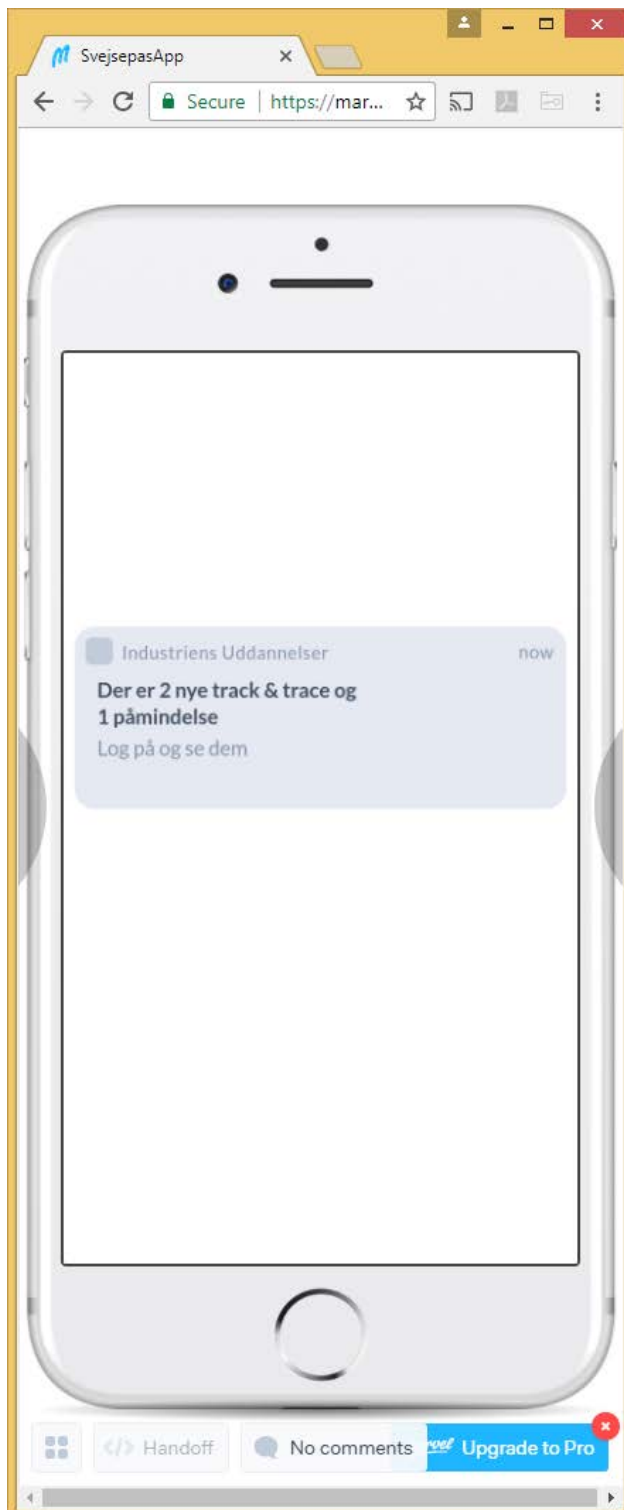 SvejsepasApp
Secure https://mar...
Industriens Uddannelser now
Der er 2 nye track & trace og
1 påmindelse
Log på og se dem
</> Handoff No comments Upgrade to Pro